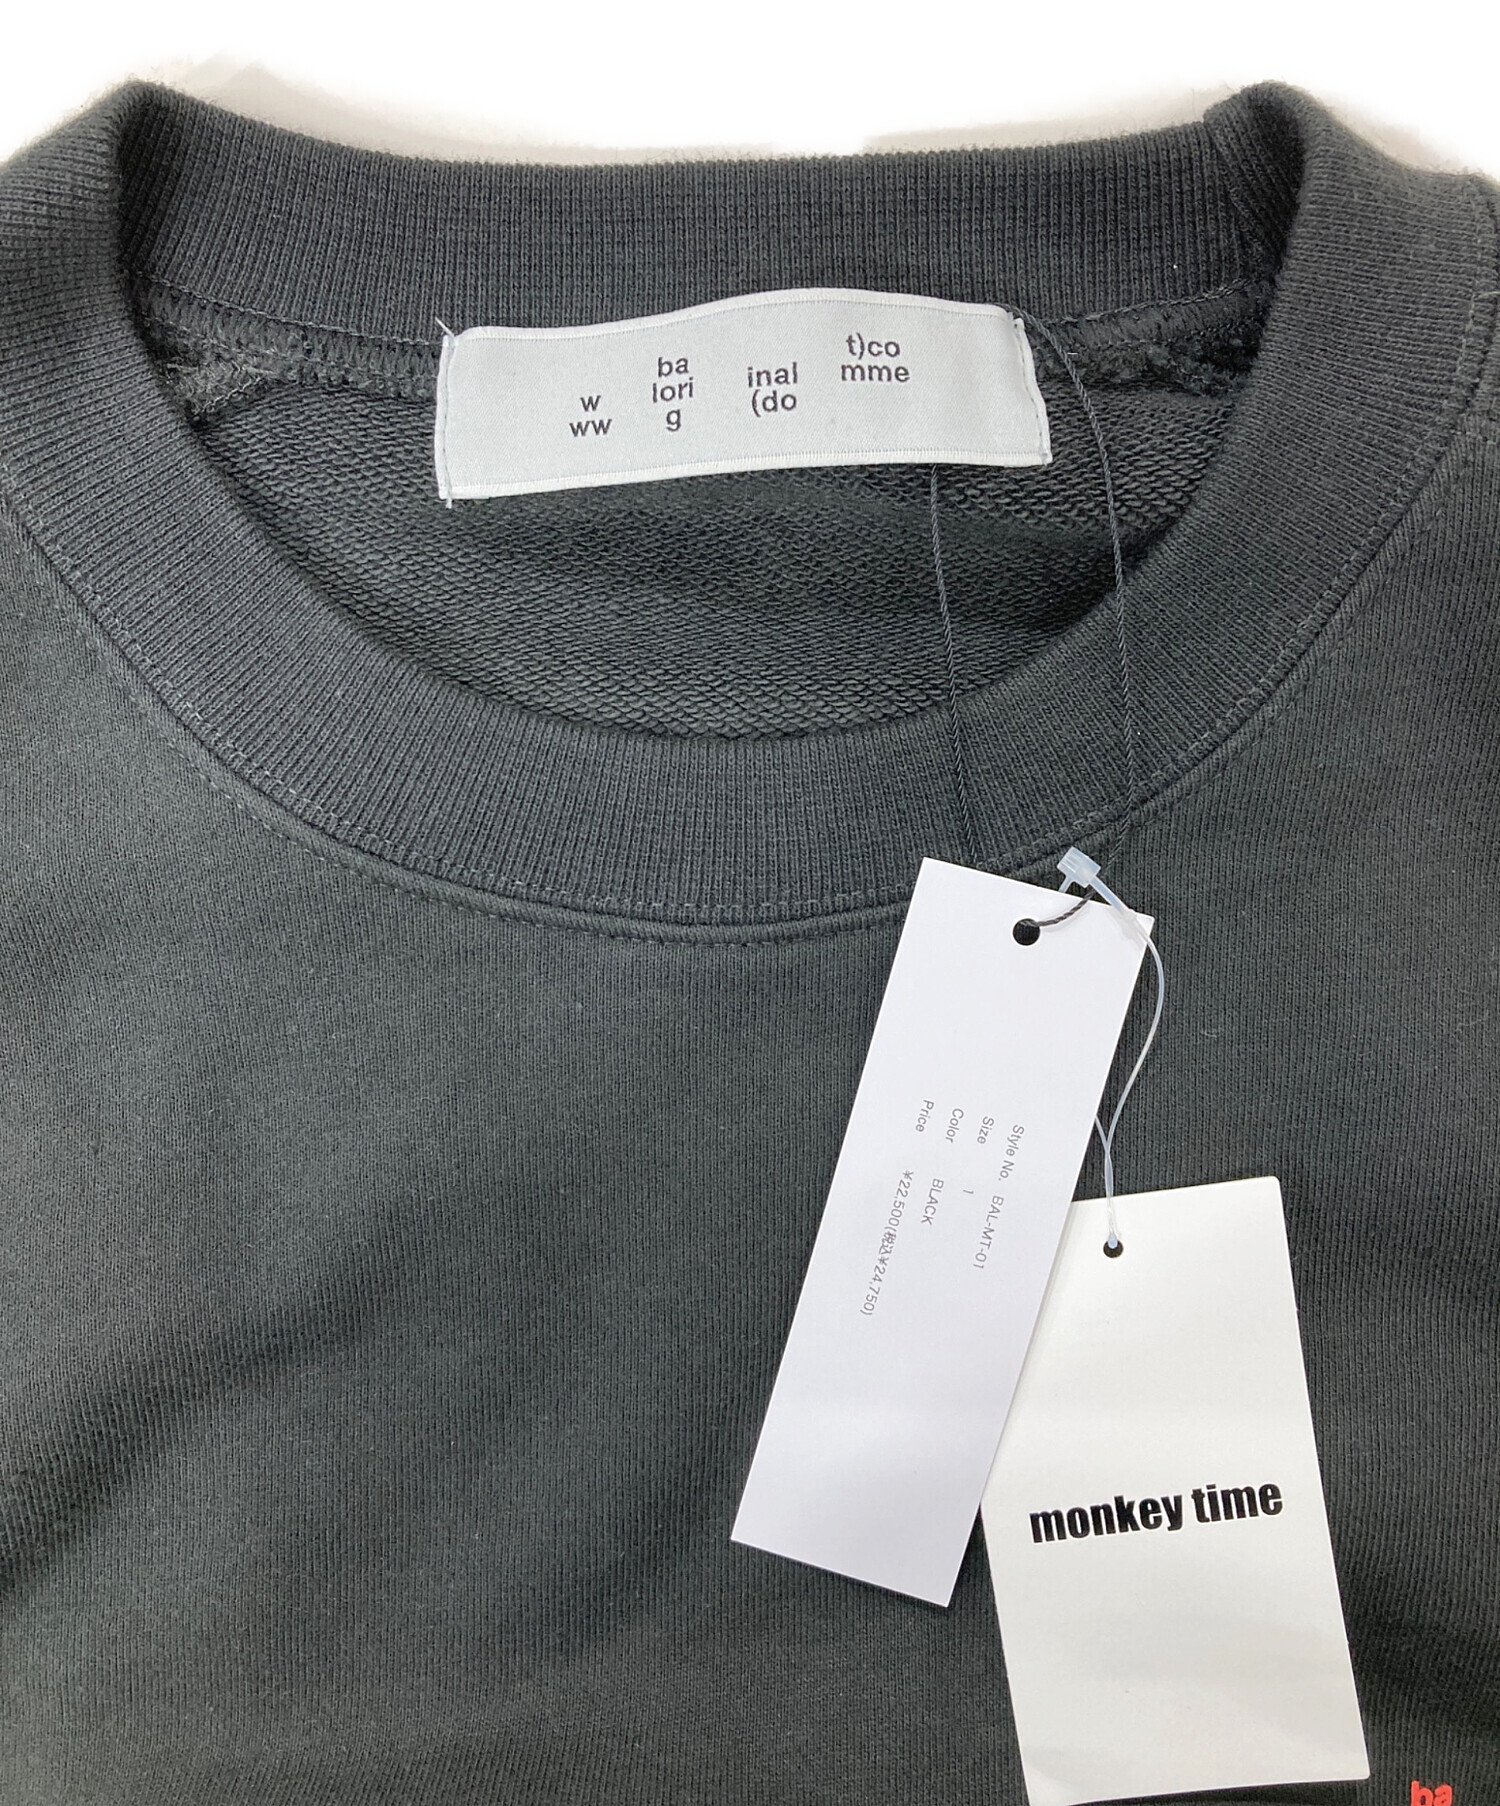 w
ww
ba
lori
g
inal
(do
t)co
mme
Style No. BAL-MT-01
Size 1
Color BLACK
Price ¥22,500(税込¥24,750)
monkey time
ba